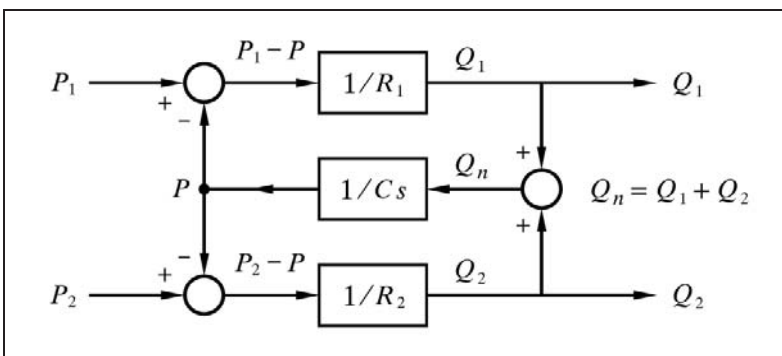 P₁ − P
Q₁
P₁
+
−
1/R₁
Q₁
+
P
1/Cs
Qₙ
Qₙ = Q₁ + Q₂
+
−
+
P₂ − P
Q₂
P₂
1/R₂
Q₂